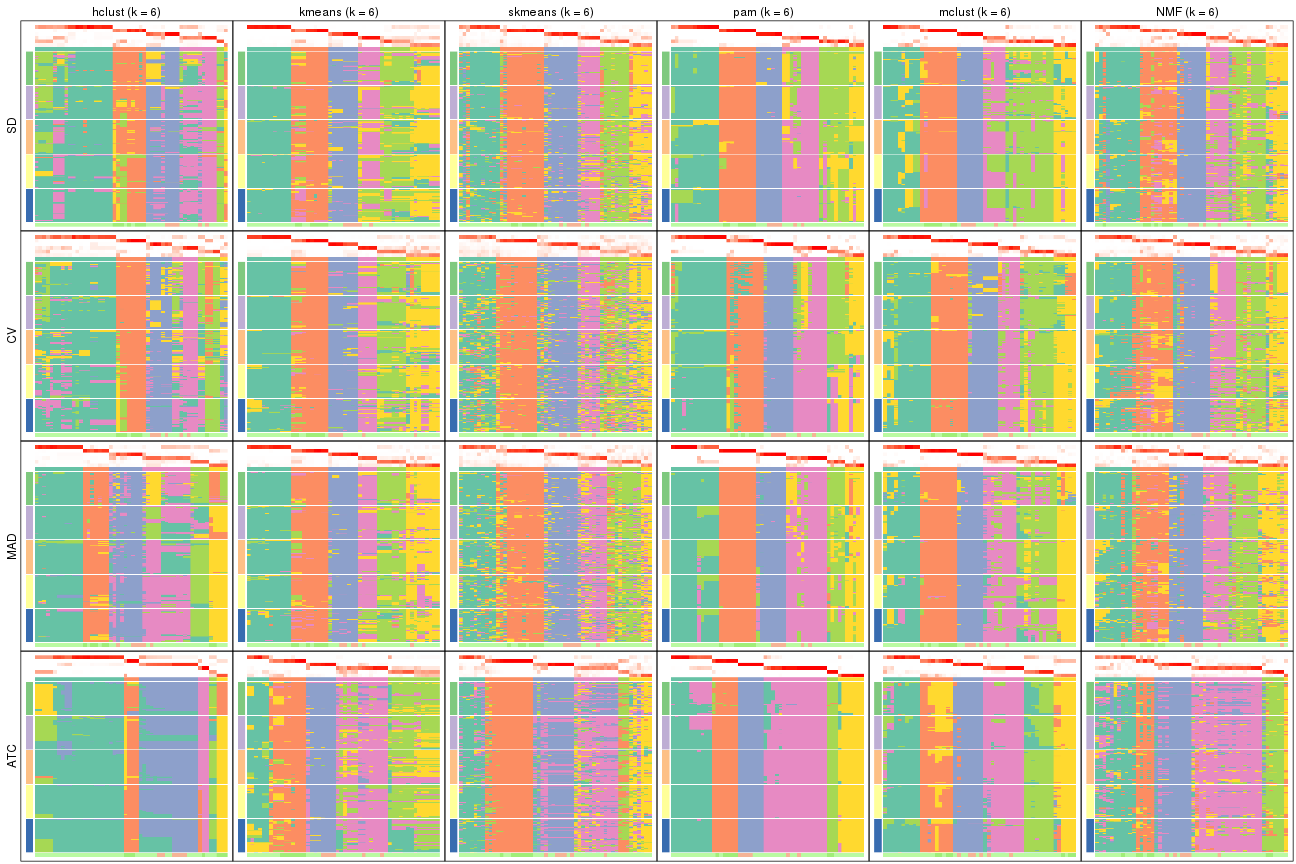 hclust (k = 6)
kmeans (k = 6)
skmeans (k = 6)
pam (k = 6)
mclust (k = 6)
NMF (k = 6)
SD
CV
MAD
ATC